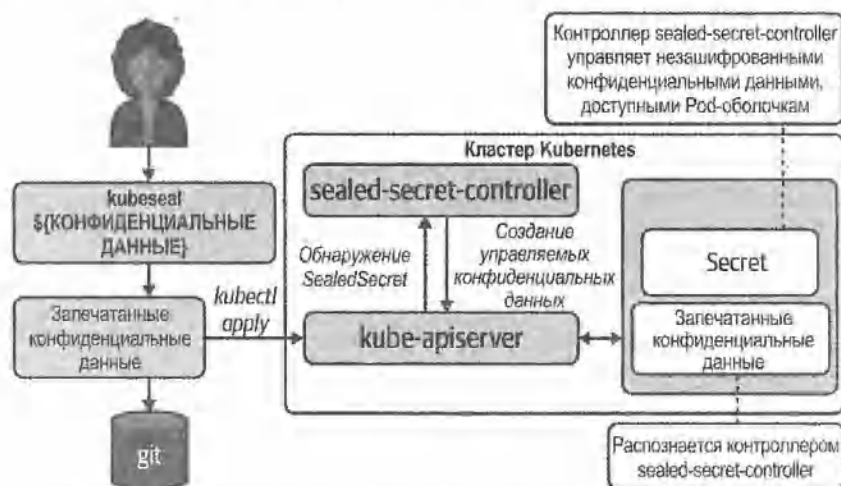 Контроллер sealed-secret-controller
управляет незашифрованными
конфиденциальными данными,
доступными Pod-оболочкам
Кластер Kubernetes
kubeseal
${КОНФИДЕНЦИАЛЬНЫЕ
ДАННЫЕ}
sealed-secret-controller
Обнаружение
SealedSecret
Создание
управляемых
конфиденциальных
данных
Secret
Запечатанные
конфиденциальные
данные
kubectl
apply
kube-apiserver
Запечатанные
конфиденциальные
данные
git
Распознается контроллером
sealed-secret-controller